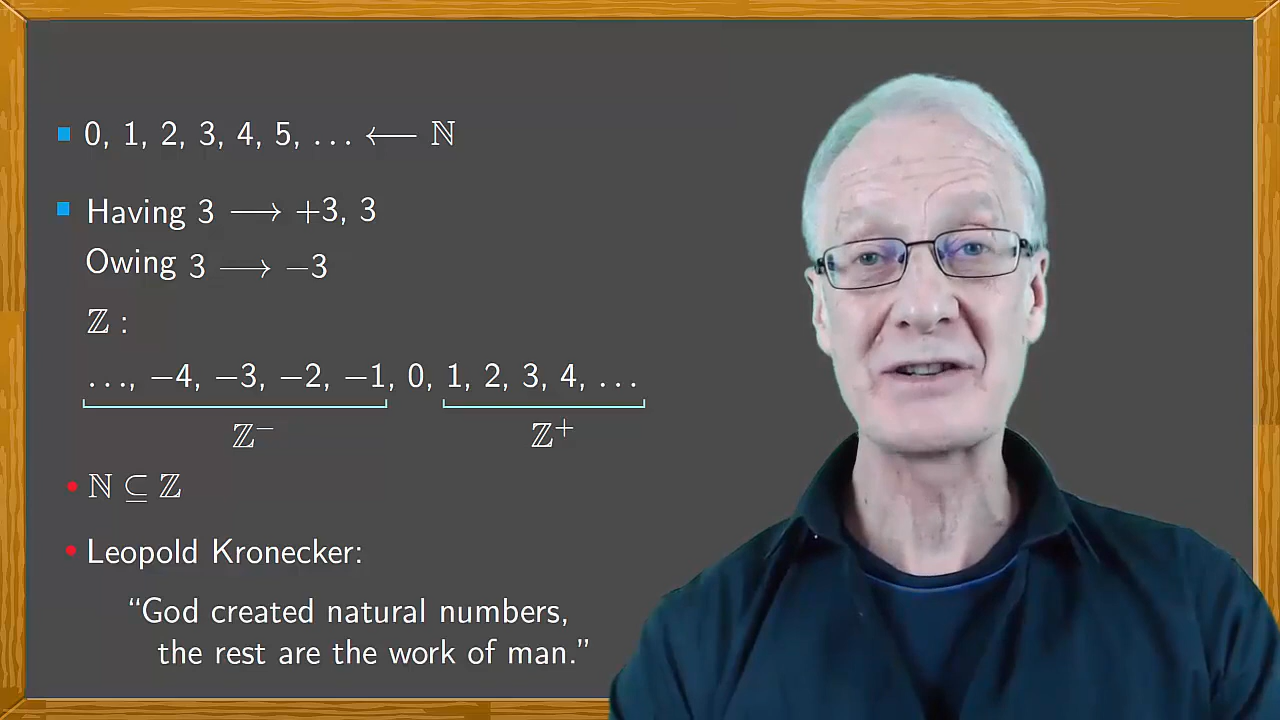 0, 1, 2, 3, 4, 5, … ⟵ ℕ
Having 3 ⟶ +3, 3
Owing 3 ⟶ −3
ℤ :
…, −4, −3, −2, −1, 0, 1, 2, 3, 4, …
ℤ⁻ ℤ⁺
ℕ ⊆ ℤ
Leopold Kronecker:
“God created natural numbers,
the rest are the work of man.”